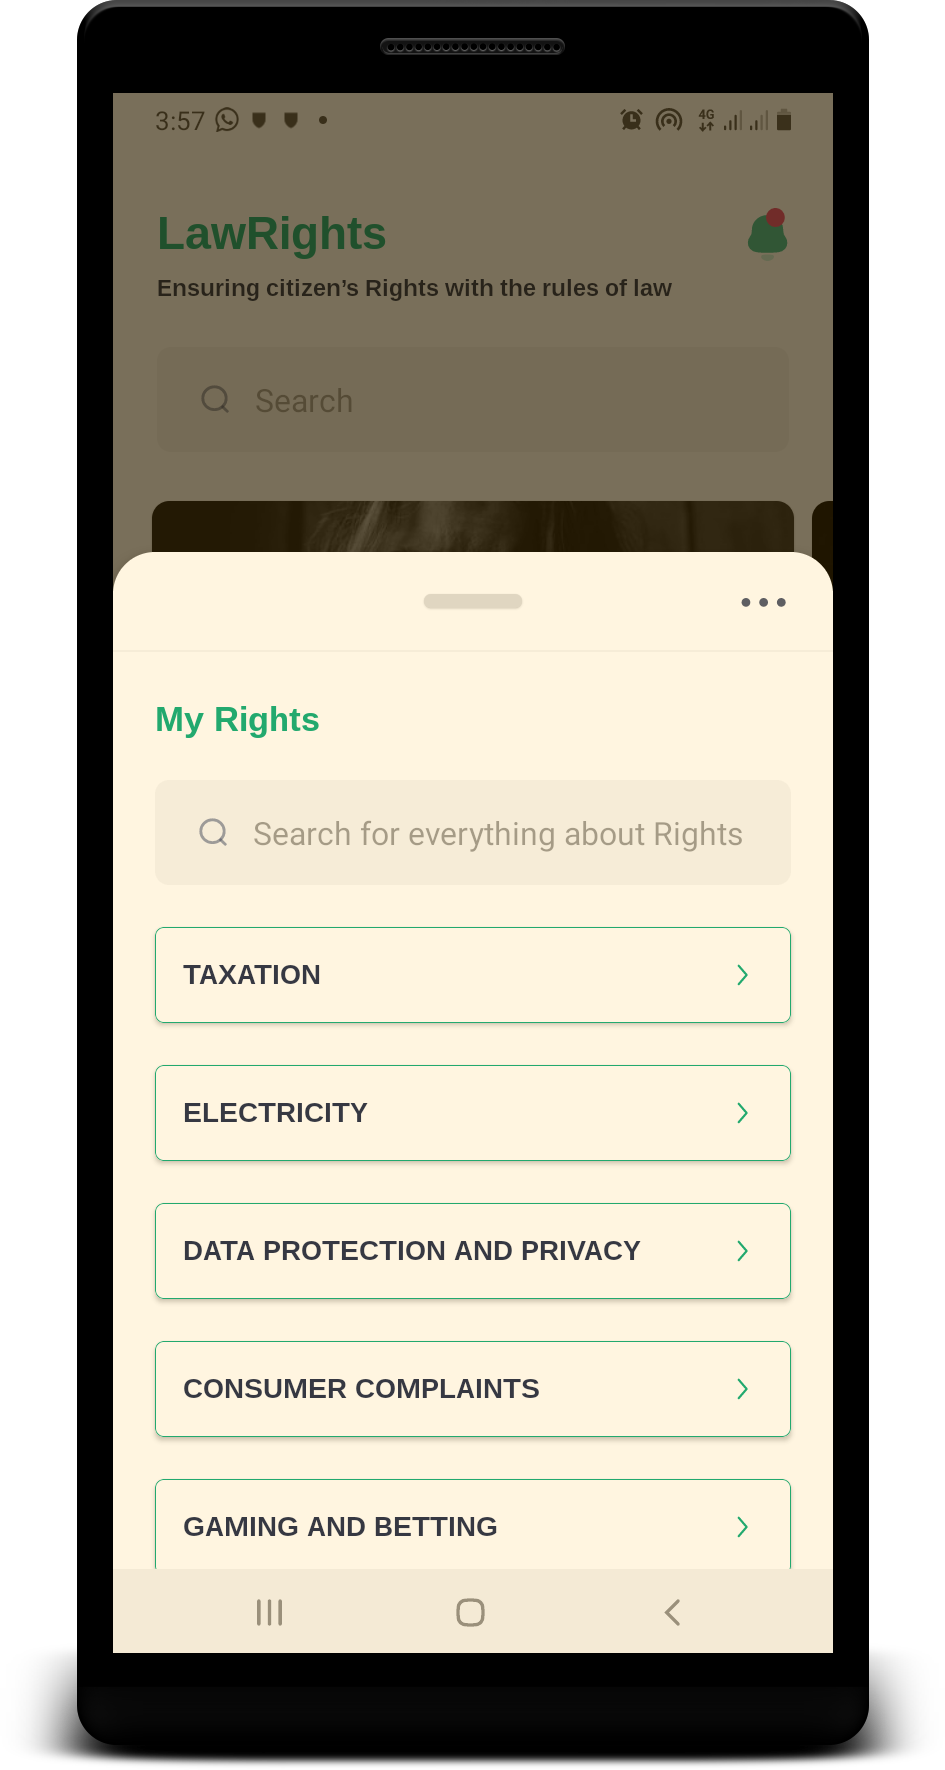 3:57
4G
LawRights
Ensuring citizen’s Rights with the rules of law
Search
My Rights
Search for everything about Rights
TAXATION
ELECTRICITY
DATA PROTECTION AND PRIVACY
CONSUMER COMPLAINTS
GAMING AND BETTING